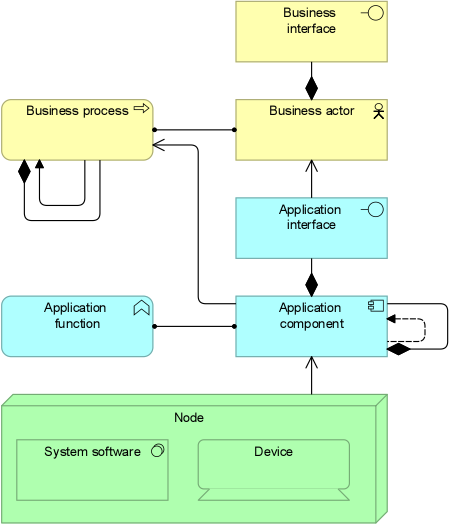 Business
interface
Business process
Business actor
Application
interface
Application
function
Application
component
Node
System software
Device